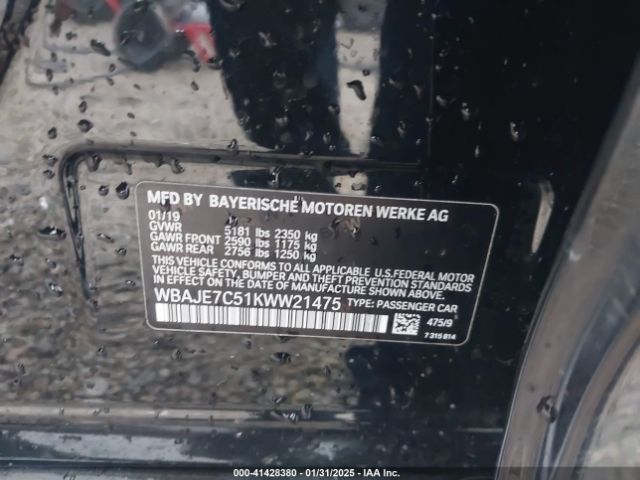 MFD BY BAYERISCHE MOTOREN WERKE AG
01/19
GVWR 5181 lbs 2350 kg
GAWR FRONT 2590 lbs 1175 kg
GAWR REAR 2756 lbs 1250 kg
THIS VEHICLE CONFORMS TO ALL APPLICABLE U.S.FEDERAL MOTOR
VEHICLE SAFETY, BUMPER AND THEFT PREVENTION STANDARDS
IN EFFECT ON THE DATE OF MANUFACTURE SHOWN ABOVE.
WBAJE7C51KWW21475 TYPE: PASSENGER CAR
475/9
7 315 814
000-41428380 - 01/31/2025 - IAA Inc.